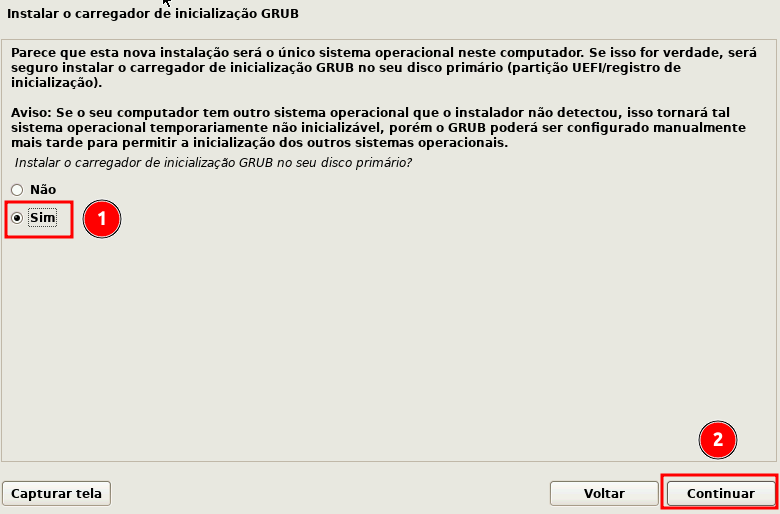 Instalar o carregador de inicialização GRUB
Parece que esta nova instalação será o único sistema operacional neste computador. Se isso for verdade, será
seguro instalar o carregador de inicialização GRUB no seu disco primário (partição UEFI/registro de
inicialização).
Aviso: Se o seu computador tem outro sistema operacional que o instalador não detectou, isso tornará tal
sistema operacional temporariamente não inicializável, porém o GRUB poderá ser configurado manualmente
mais tarde para permitir a inicialização dos outros sistemas operacionais.
Instalar o carregador de inicialização GRUB no seu disco primário?
Não
Sim
1
2
Capturar tela
Voltar
Continuar